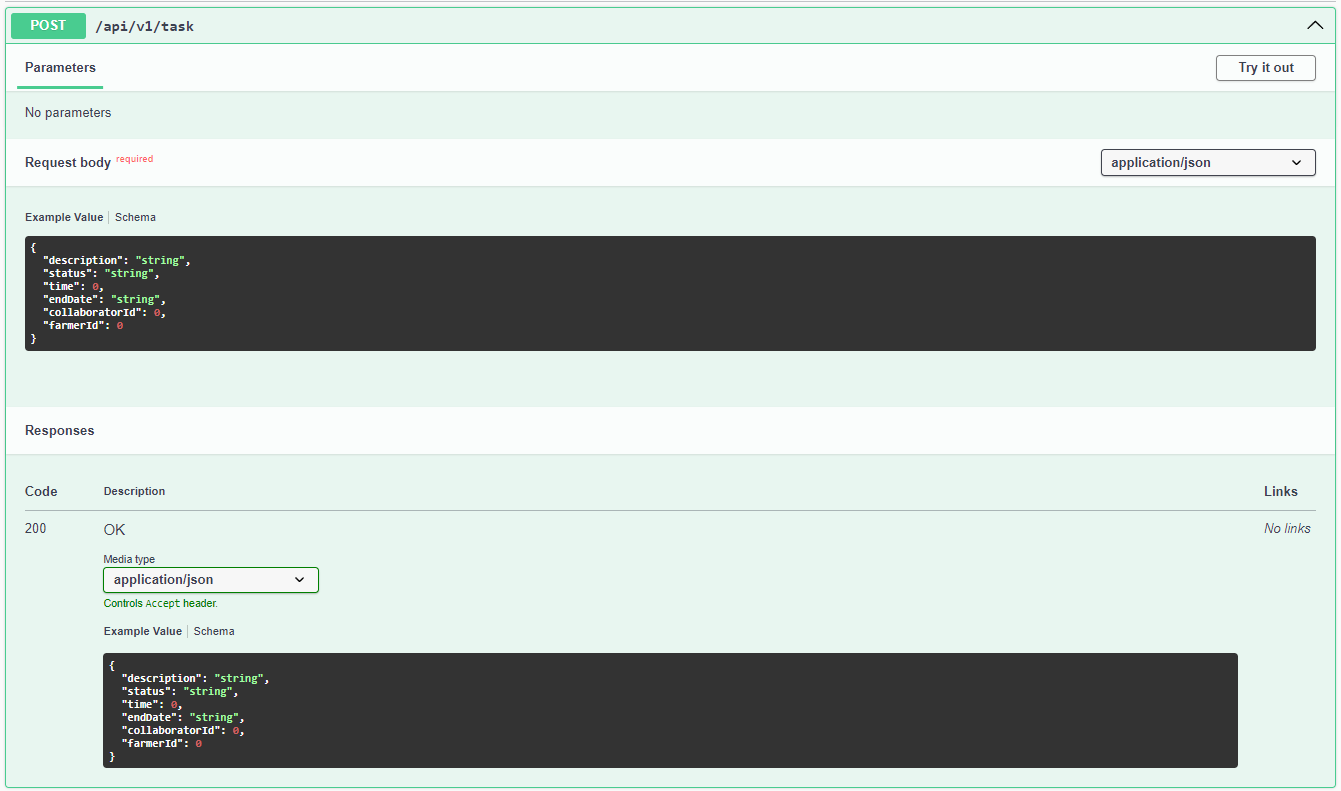 POST /api/v1/task
Parameters
Try it out
No parameters
Request body required
application/json
Example Value Schema
{
"description": "string",
"status": "string",
"time": 0,
"endDate": "string",
"collaboratorId": 0,
"farmerId": 0
}
Responses
Code Description Links
200 OK No links
Media type
application/json
Controls Accept header.
Example Value Schema
{
"description": "string",
"status": "string",
"time": 0,
"endDate": "string",
"collaboratorId": 0,
"farmerId": 0
}